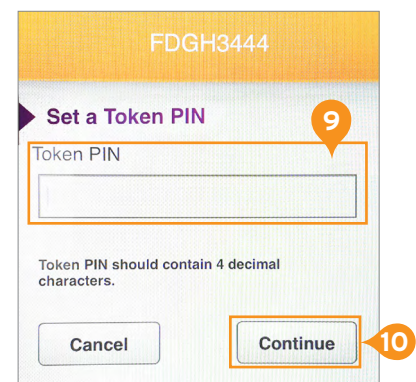 FDGH3444
Set a Token PIN
9
Token PIN
Token PIN should contain 4 decimal
characters.
Cancel
Continue
10